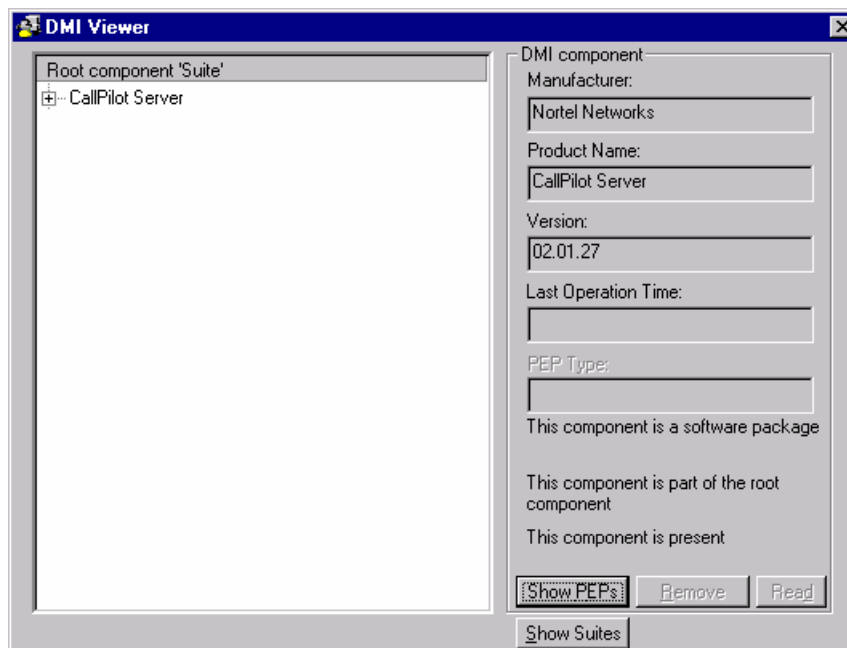 DMI Viewer
Root component 'Suite'
CallPilot Server
DMI component
Manufacturer:
Nortel Networks
Product Name:
CallPilot Server
Version:
02.01.27
Last Operation Time:
PEP Type:
This component is a software package
This component is part of the root
component
This component is present
Show PEPs
Remove
Read
Show Suites